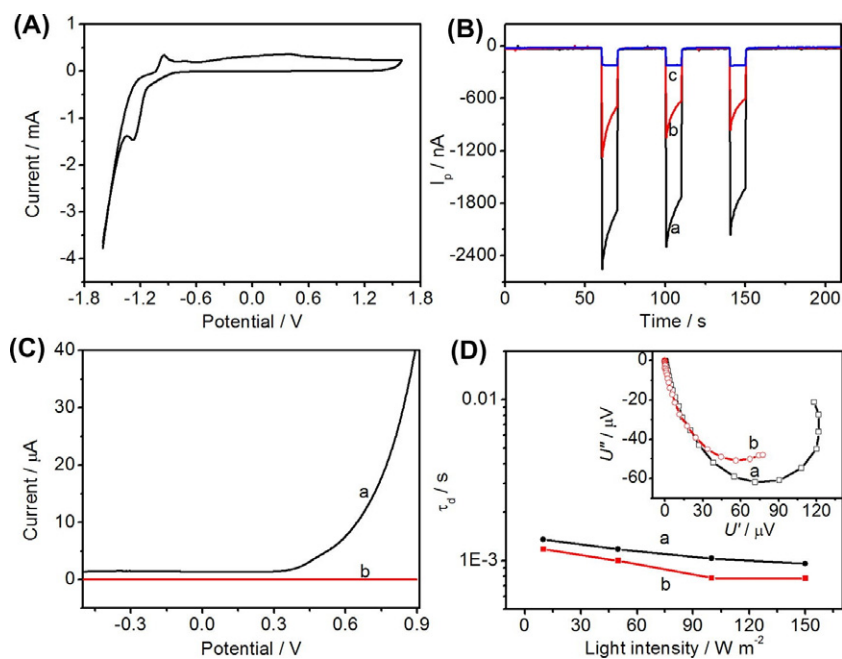 (A)
1
0
-1
-2
-3
-4
Current / mA
-1.8
-1.2
-0.6
0.0
0.6
1.2
1.8
Potential / V
(B)
0
-600
-1200
-1800
-2400
I_p / nA
c
b
a
0
50
100
150
200
Time / s
(C)
40
30
20
10
5
0
Current / μA
a
b
-0.3
0.0
0.3
0.6
0.9
Potential / V
(D)
0.01
1E-3
τ_d / s
a
b
0
30
60
90
120
150
Light intensity / W m⁻²
0
-20
-40
-60
U″ / μV
b
a
0
30
60
90
120
U′ / μV